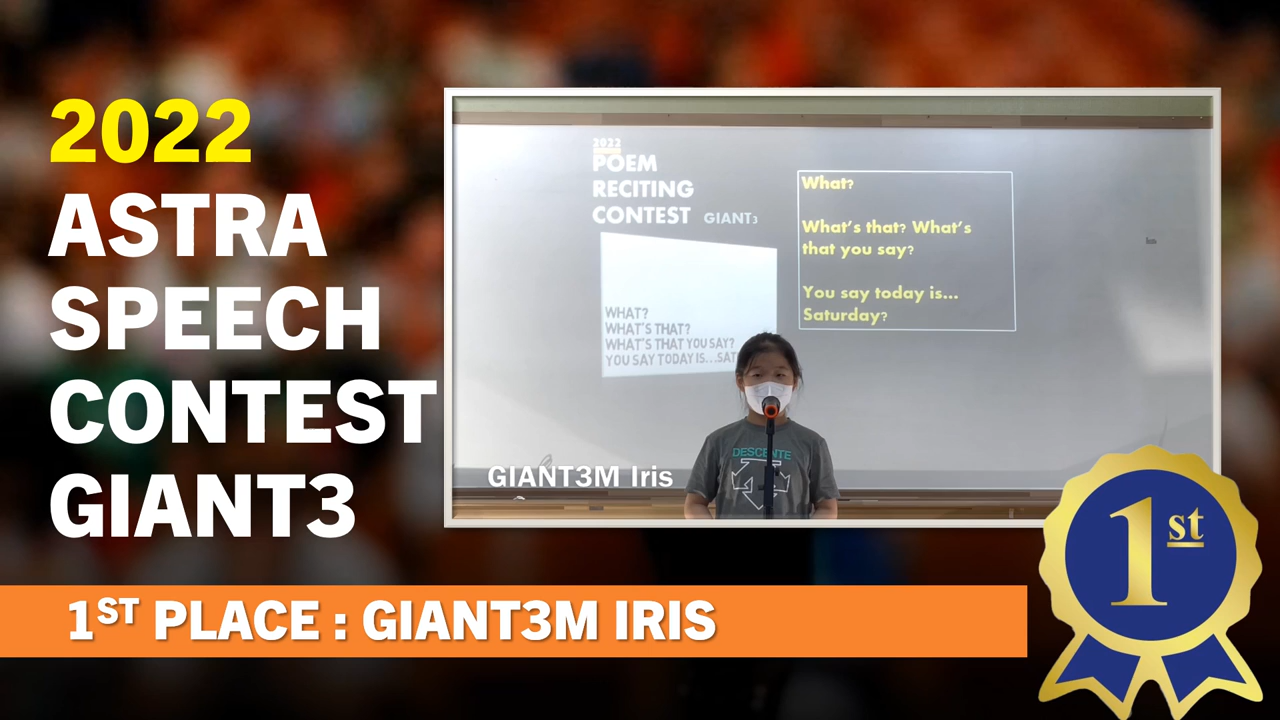 2022
ASTRA
SPEECH
CONTEST
GIANT3
2022
POEM
RECITING
CONTEST GIANT3
WHAT?
WHAT'S THAT?
WHAT'S THAT YOU SAY?
YOU SAY TODAY IS...SAT
What?
What's that? What's
that you say?
You say today is...
Saturday?
DESCENTE
GIANT3M Iris
1st
1ST PLACE : GIANT3M IRIS